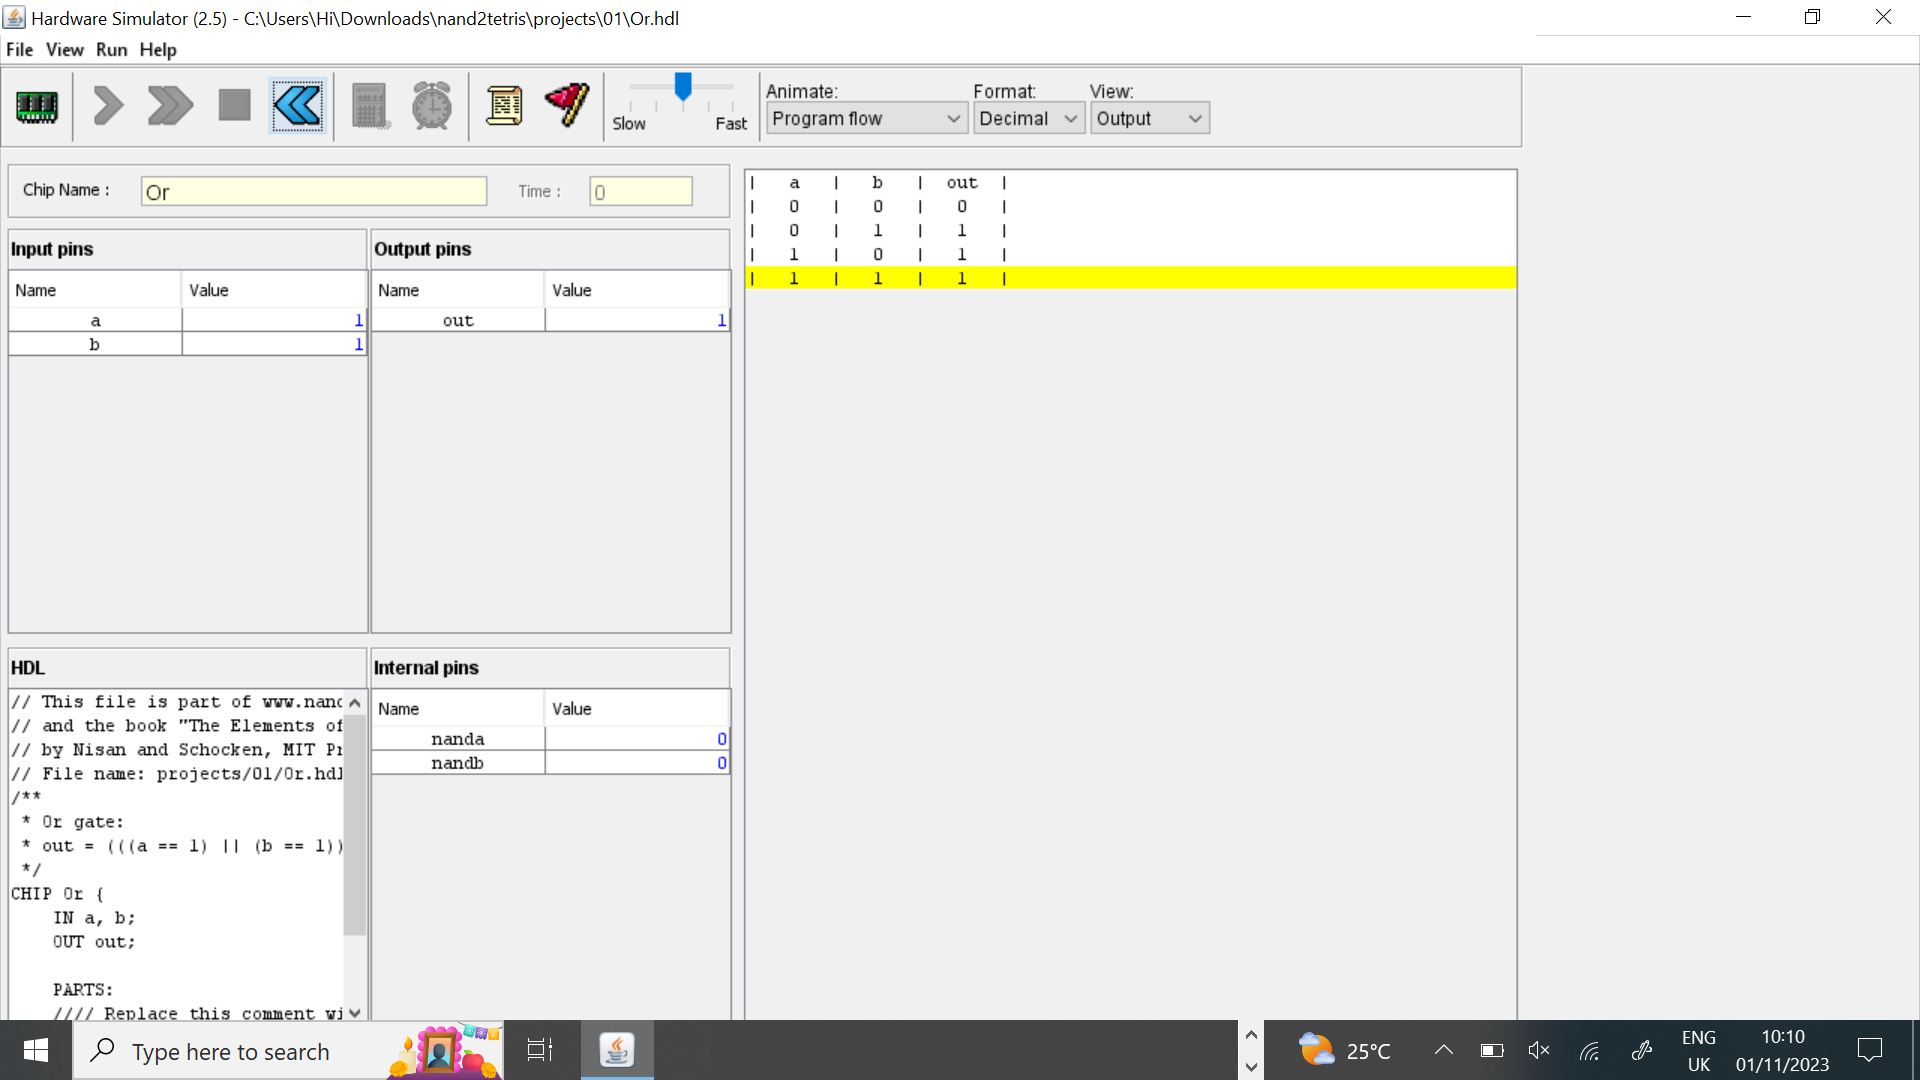 Hardware Simulator (2.5) - C:\Users\Hi\Downloads\nand2tetris\projects\01\Or.hdl
File View Run Help
Slow Fast
Animate:
Program flow
Format:
Decimal
View:
Output
Chip Name : Or Time : 0
Input pins
Name Value
a 1
b 1
Output pins
Name Value
out 1
| a | b | out |
| 0 | 0 | 0 |
| 0 | 1 | 1 |
| 1 | 0 | 1 |
| 1 | 1 | 1 |
HDL
// This file is part of www.nanc
// and the book "The Elements of
// by Nisan and Schocken, MIT Pr
// File name: projects/01/Or.hdl
/**
* Or gate:
* out = (((a == 1) || (b == 1))
*/
CHIP Or {
IN a, b;
OUT out;
PARTS:
//// Replace this comment wi
Internal pins
Name Value
nanda 0
nandb 0
Type here to search
25°C
ENG
UK
10:10
01/11/2023